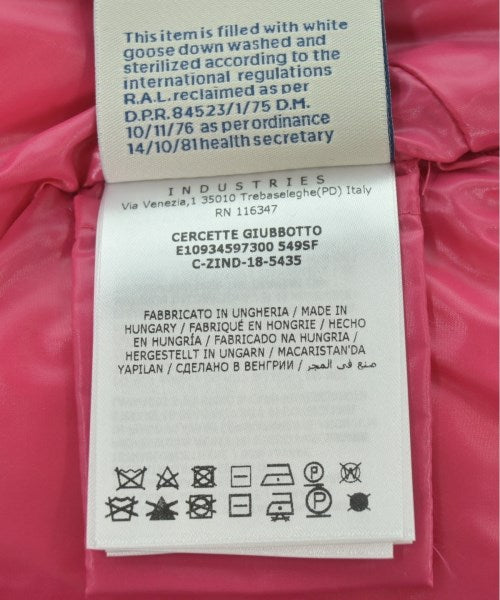 This item is filled with white
goose down washed and
sterilized according to the
international regulations
R.A.L. reclaimed as per
D.P.R. 84523/1/75 D.M.
10/11/76 as per ordinance
14/10/81 health secretary
INDUSTRIES
Via Venezia,1 35010 Trebaseleghe(PD) Italy
RN 116347
CERCETTE GIUBBOTTO
E10934597300 549SF
C-ZIND-18-5435
FABBRICATO IN UNGHERIA / MADE IN
HUNGARY / FABRIQUÉ EN HONGRIE / HECHO
EN HUNGRÍA / FABRICADO NA HUNGRIA /
HERGESTELLT IN UNGARN / MACARISTAN'DA
YAPILAN / СДЕЛАНО В ВЕНГРИИ / صنع في المجر
P W
P